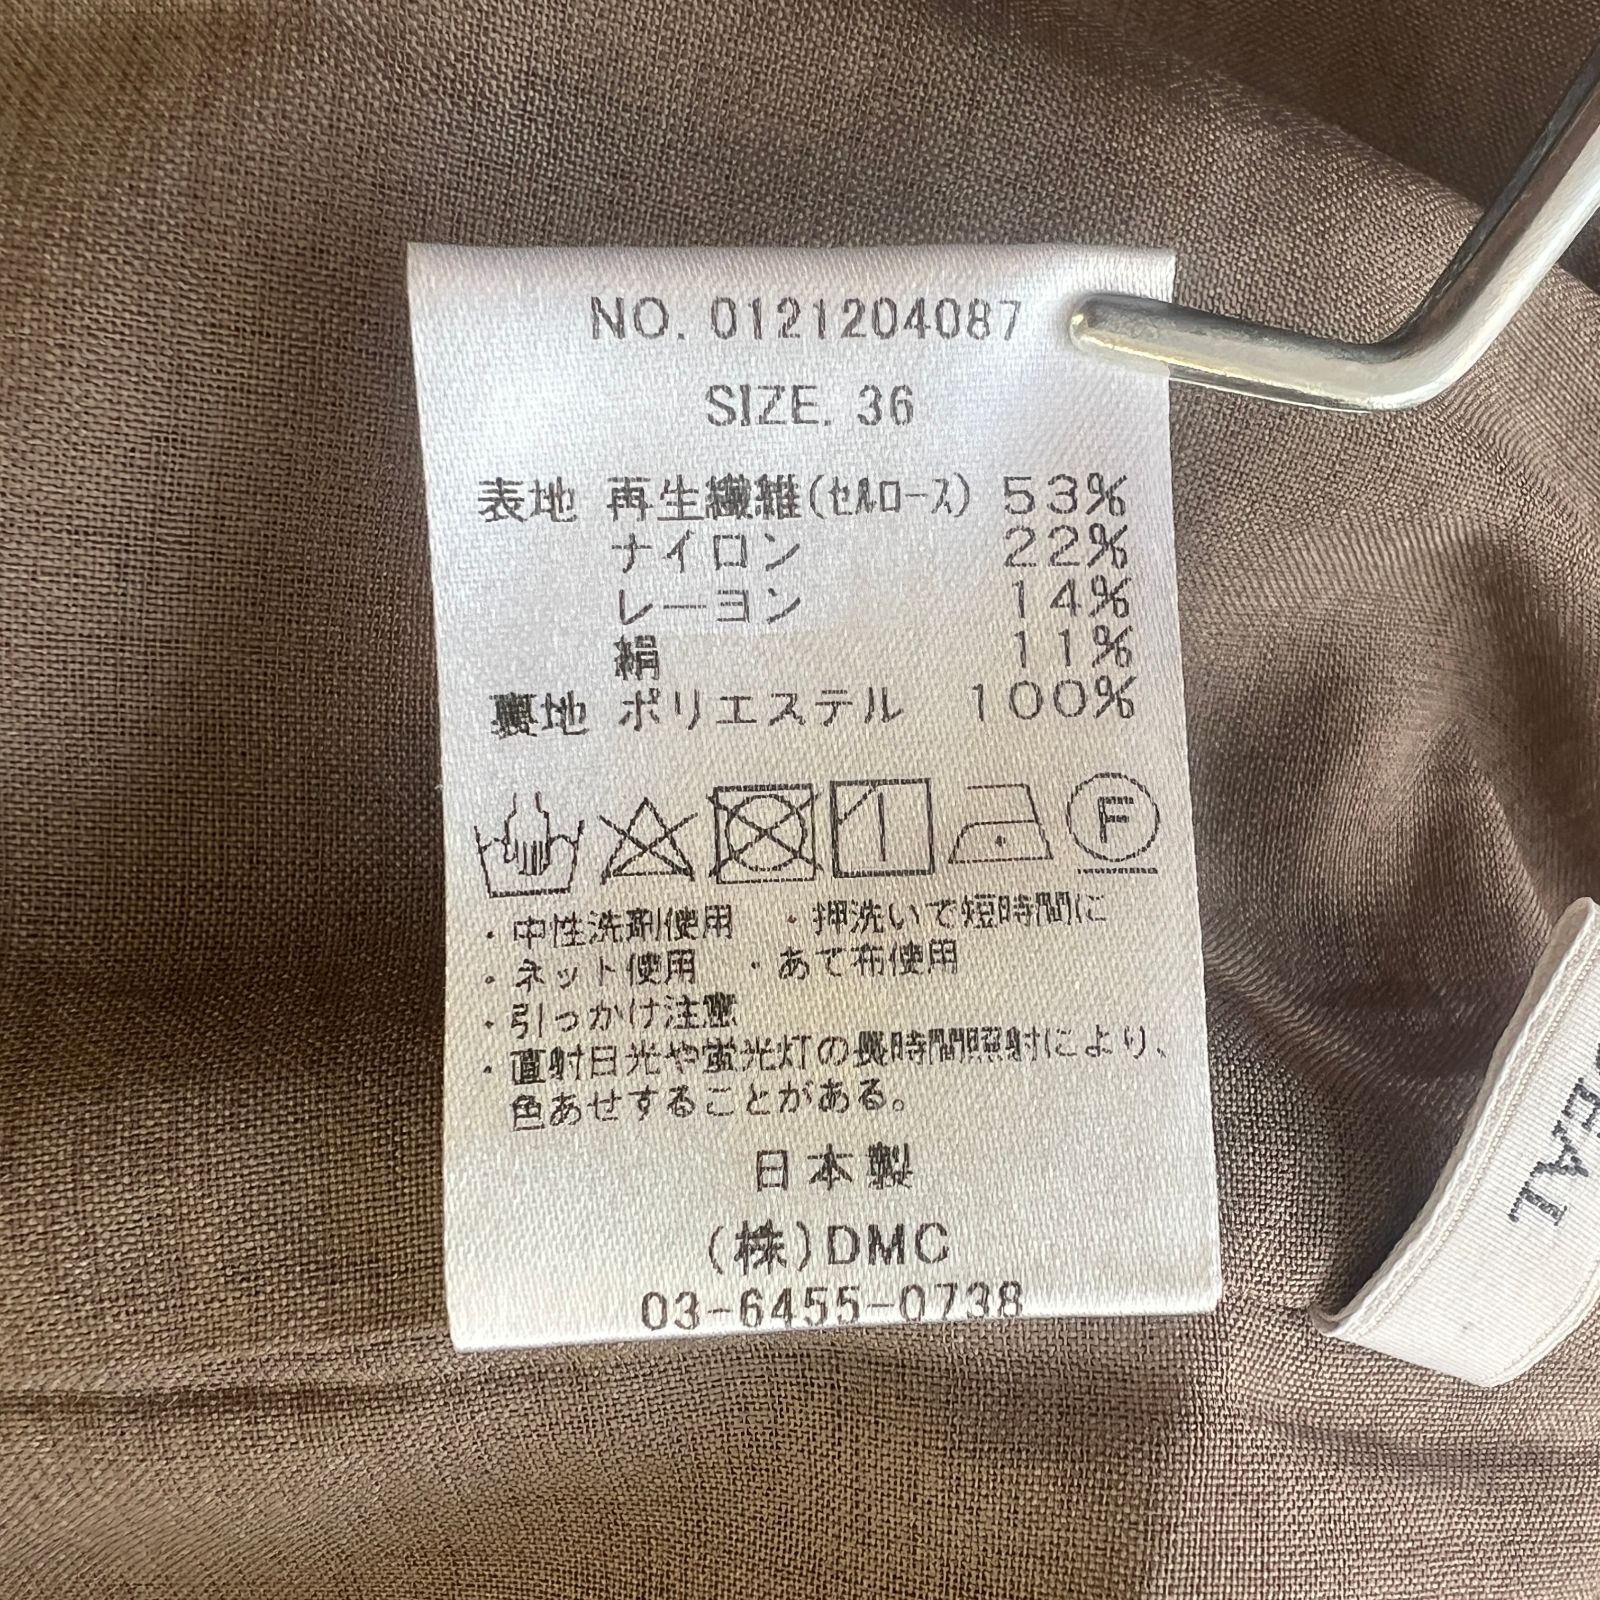 NO. 0121204087
SIZE. 36
表地 再生繊維(セルロース) 53%
ナイロン 22%
レーヨン 14%
絹 11%
裏地 ポリエステル 100%
F
・中性洗剤使用 ・押洗いで短時間に
・ネット使用 ・あて布使用
・引っかけ注意
・直射日光や蛍光灯の長時間照射により、
色あせすることがある。
日本製
(株)DMC
03-6455-0738